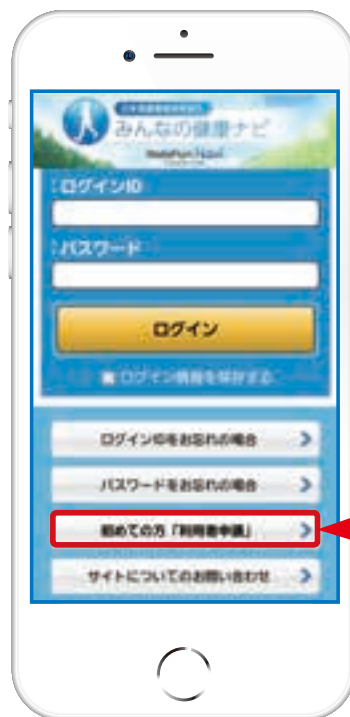 みんなの健康ナビ
ログインID
パスワード
ログイン
ログイン情報を保存する
ログインIDをお忘れの場合
パスワードをお忘れの場合
初めての方「利用者申請」
サイトについてのお問い合わせ